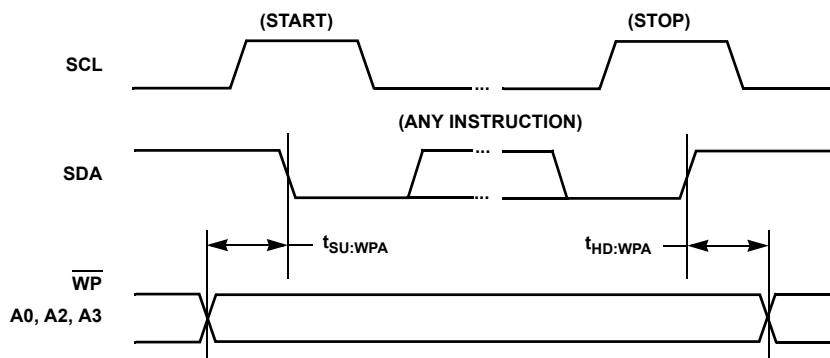 (START)
(STOP)
SCL
...
(ANY INSTRUCTION)
...
SDA
...
tSU:WPA
tHD:WPA
WP
A0, A2, A3